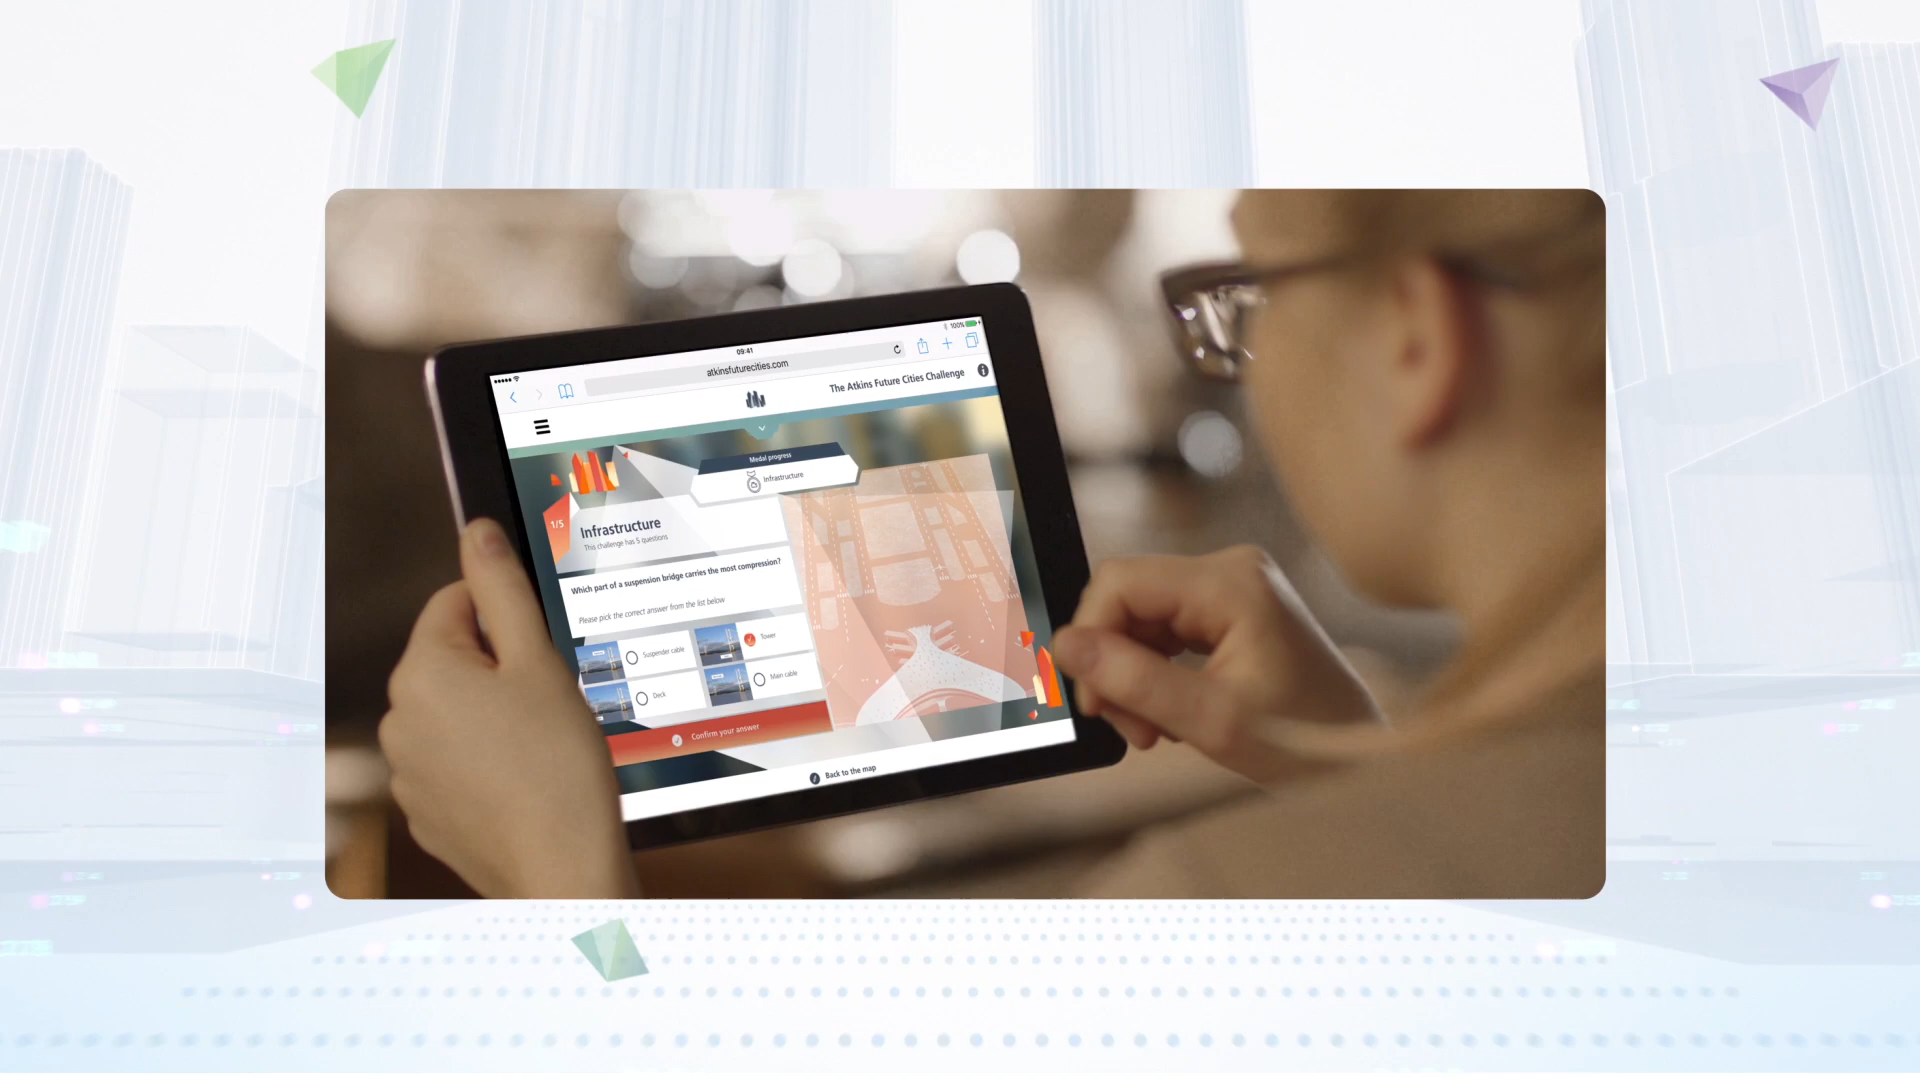 09:41
100%
atkinsfuturecities.com
The Atkins Future Cities Challenge
Medal progress
Infrastructure
1/5
Infrastructure
This challenge has 5 questions
Which part of a suspension bridge carries the most compression?
Please pick the correct answer from the list below
Suspender cable
Tower
Deck
Main cable
Confirm your answer
Back to the map